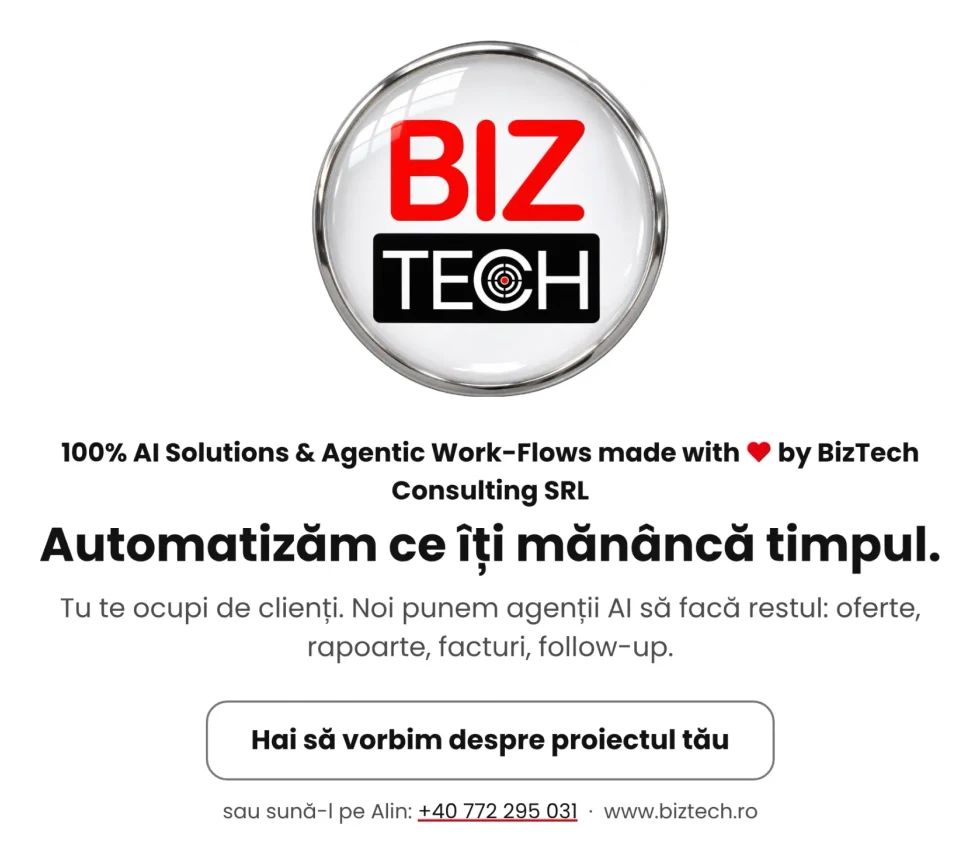 BIZ
TECH
100% AI Solutions & Agentic Work-Flows made with ❤ by BizTech
Consulting SRL
Automatizăm ce îți mănâncă timpul.
Tu te ocupi de clienți. Noi punem agenții AI să facă restul: oferte,
rapoarte, facturi, follow-up.
Hai să vorbim despre proiectul tău
sau sună-l pe Alin: +40 772 295 031 · www.biztech.ro